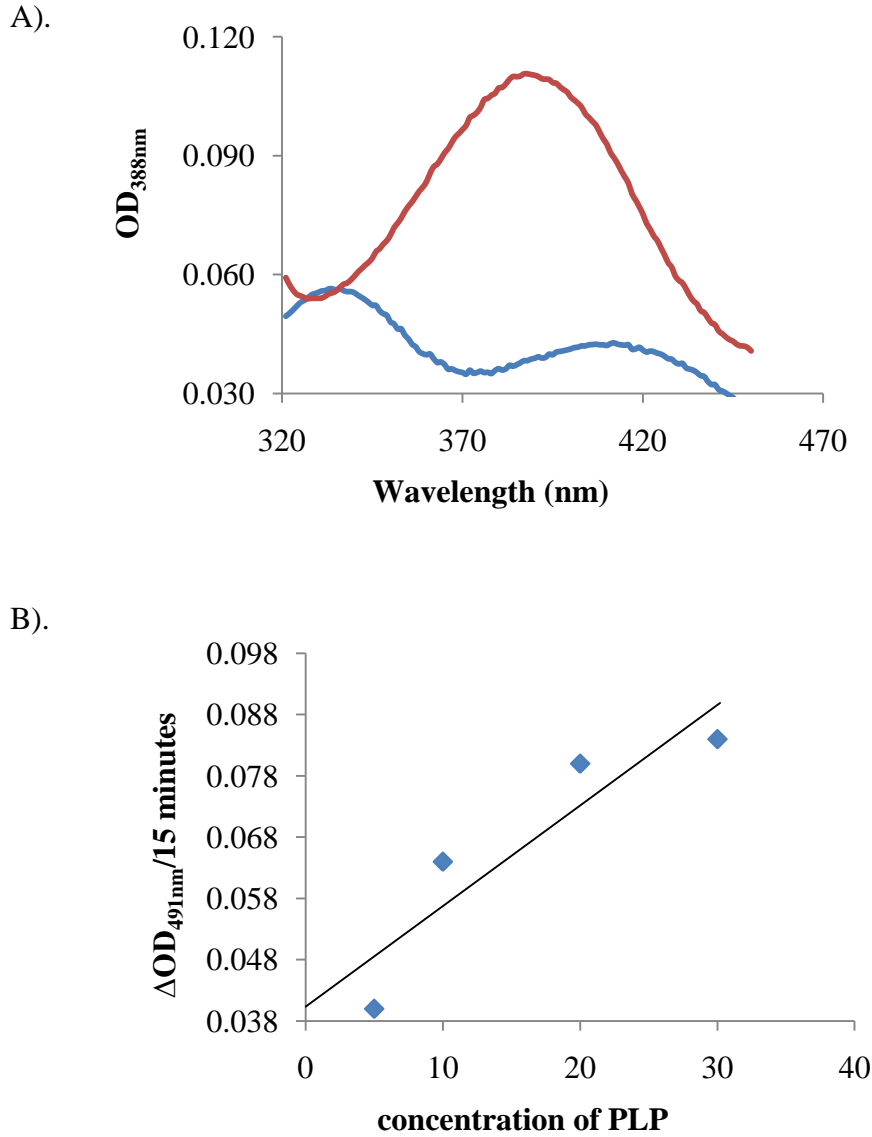 A).
0.120
0.090
0.060
0.030
OD388nm
320 370 420 470
Wavelength (nm)
B).
0.098
0.088
0.078
0.068
0.058
0.048
0.038
ΔOD491nm/15 minutes
0 10 20 30 40
concentration of PLP